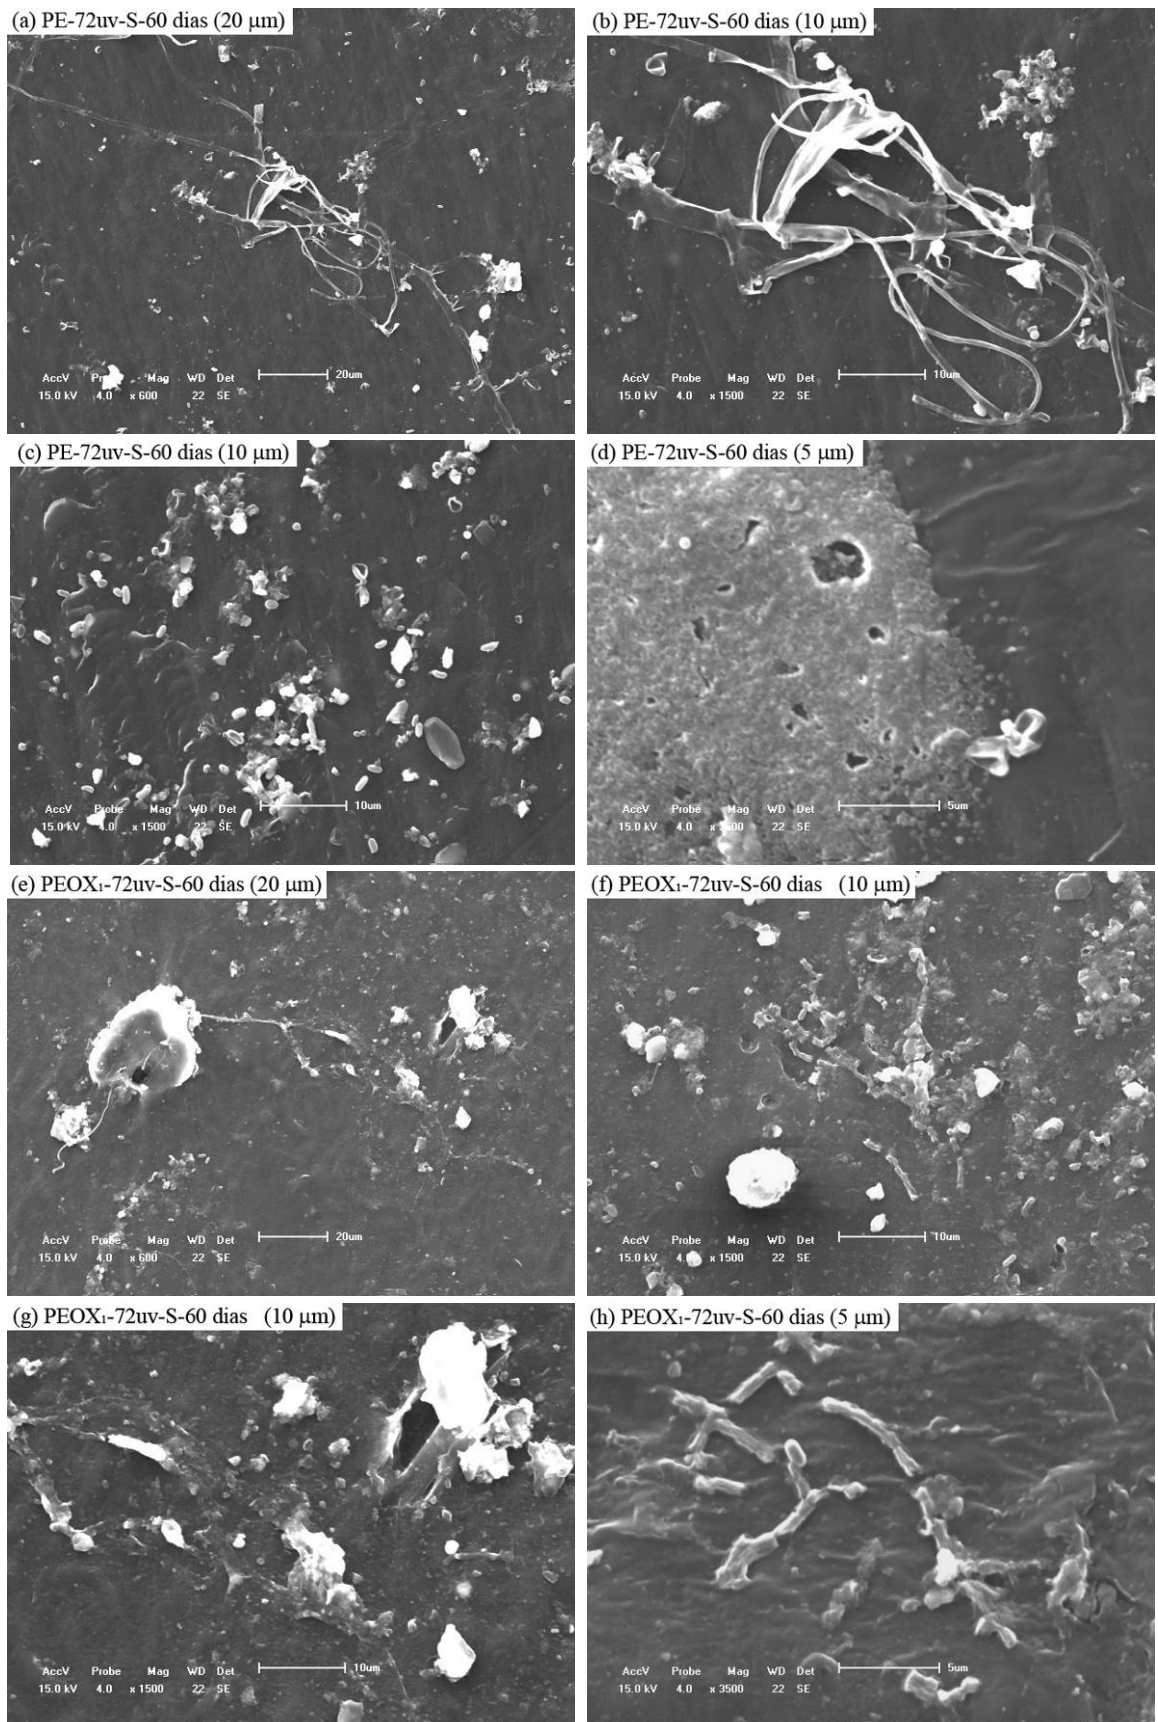 (a) PE-72uv-S-60 dias (20 µm)
AccV Probe Mag WD Det 20um
15.0 kV 4.0 x 600 22 SE
(b) PE-72uv-S-60 dias (10 µm)
AccV Probe Mag WD Det 10um
15.0 kV 4.0 x 1500 22 SE
(c) PE-72uv-S-60 dias (10 µm)
AccV Probe Mag WD Det 10um
15.0 kV 4.0 x 1500 22 SE
(d) PE-72uv-S-60 dias (5 µm)
AccV Probe Mag WD Det 5um
15.0 kV 4.0 22 SE
(e) PEOX₁-72uv-S-60 dias (20 µm)
AccV Probe Mag WD Det 20um
15.0 kV 4.0 x 600 22 SE
(f) PEOX₁-72uv-S-60 dias (10 µm)
AccV Probe Mag WD Det 10um
15.0 kV x 1500 22 SE
(g) PEOX₁-72uv-S-60 dias (10 µm)
AccV Probe Mag WD Det 10um
15.0 kV 4.0 x 1500 22 SE
(h) PEOX₁-72uv-S-60 dias (5 µm)
AccV Probe Mag WD Det 5um
15.0 kV 4.0 x 3500 22 SE